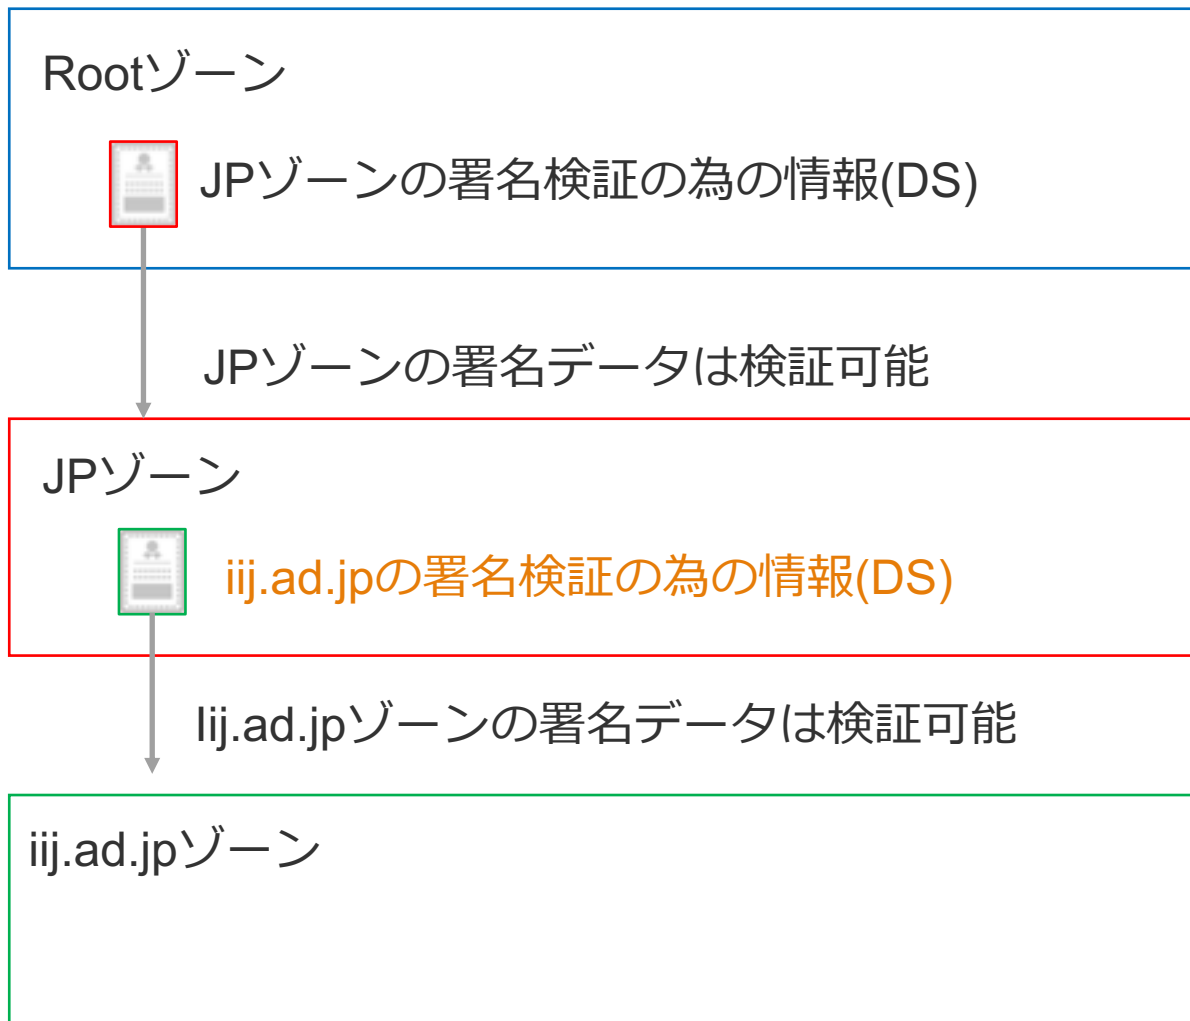 Rootゾーン
JPゾーンの署名検証の為の情報(DS)
JPゾーンの署名データは検証可能
JPゾーン
iij.ad.jpの署名検証の為の情報(DS)
Iij.ad.jpゾーンの署名データは検証可能
iij.ad.jpゾーン